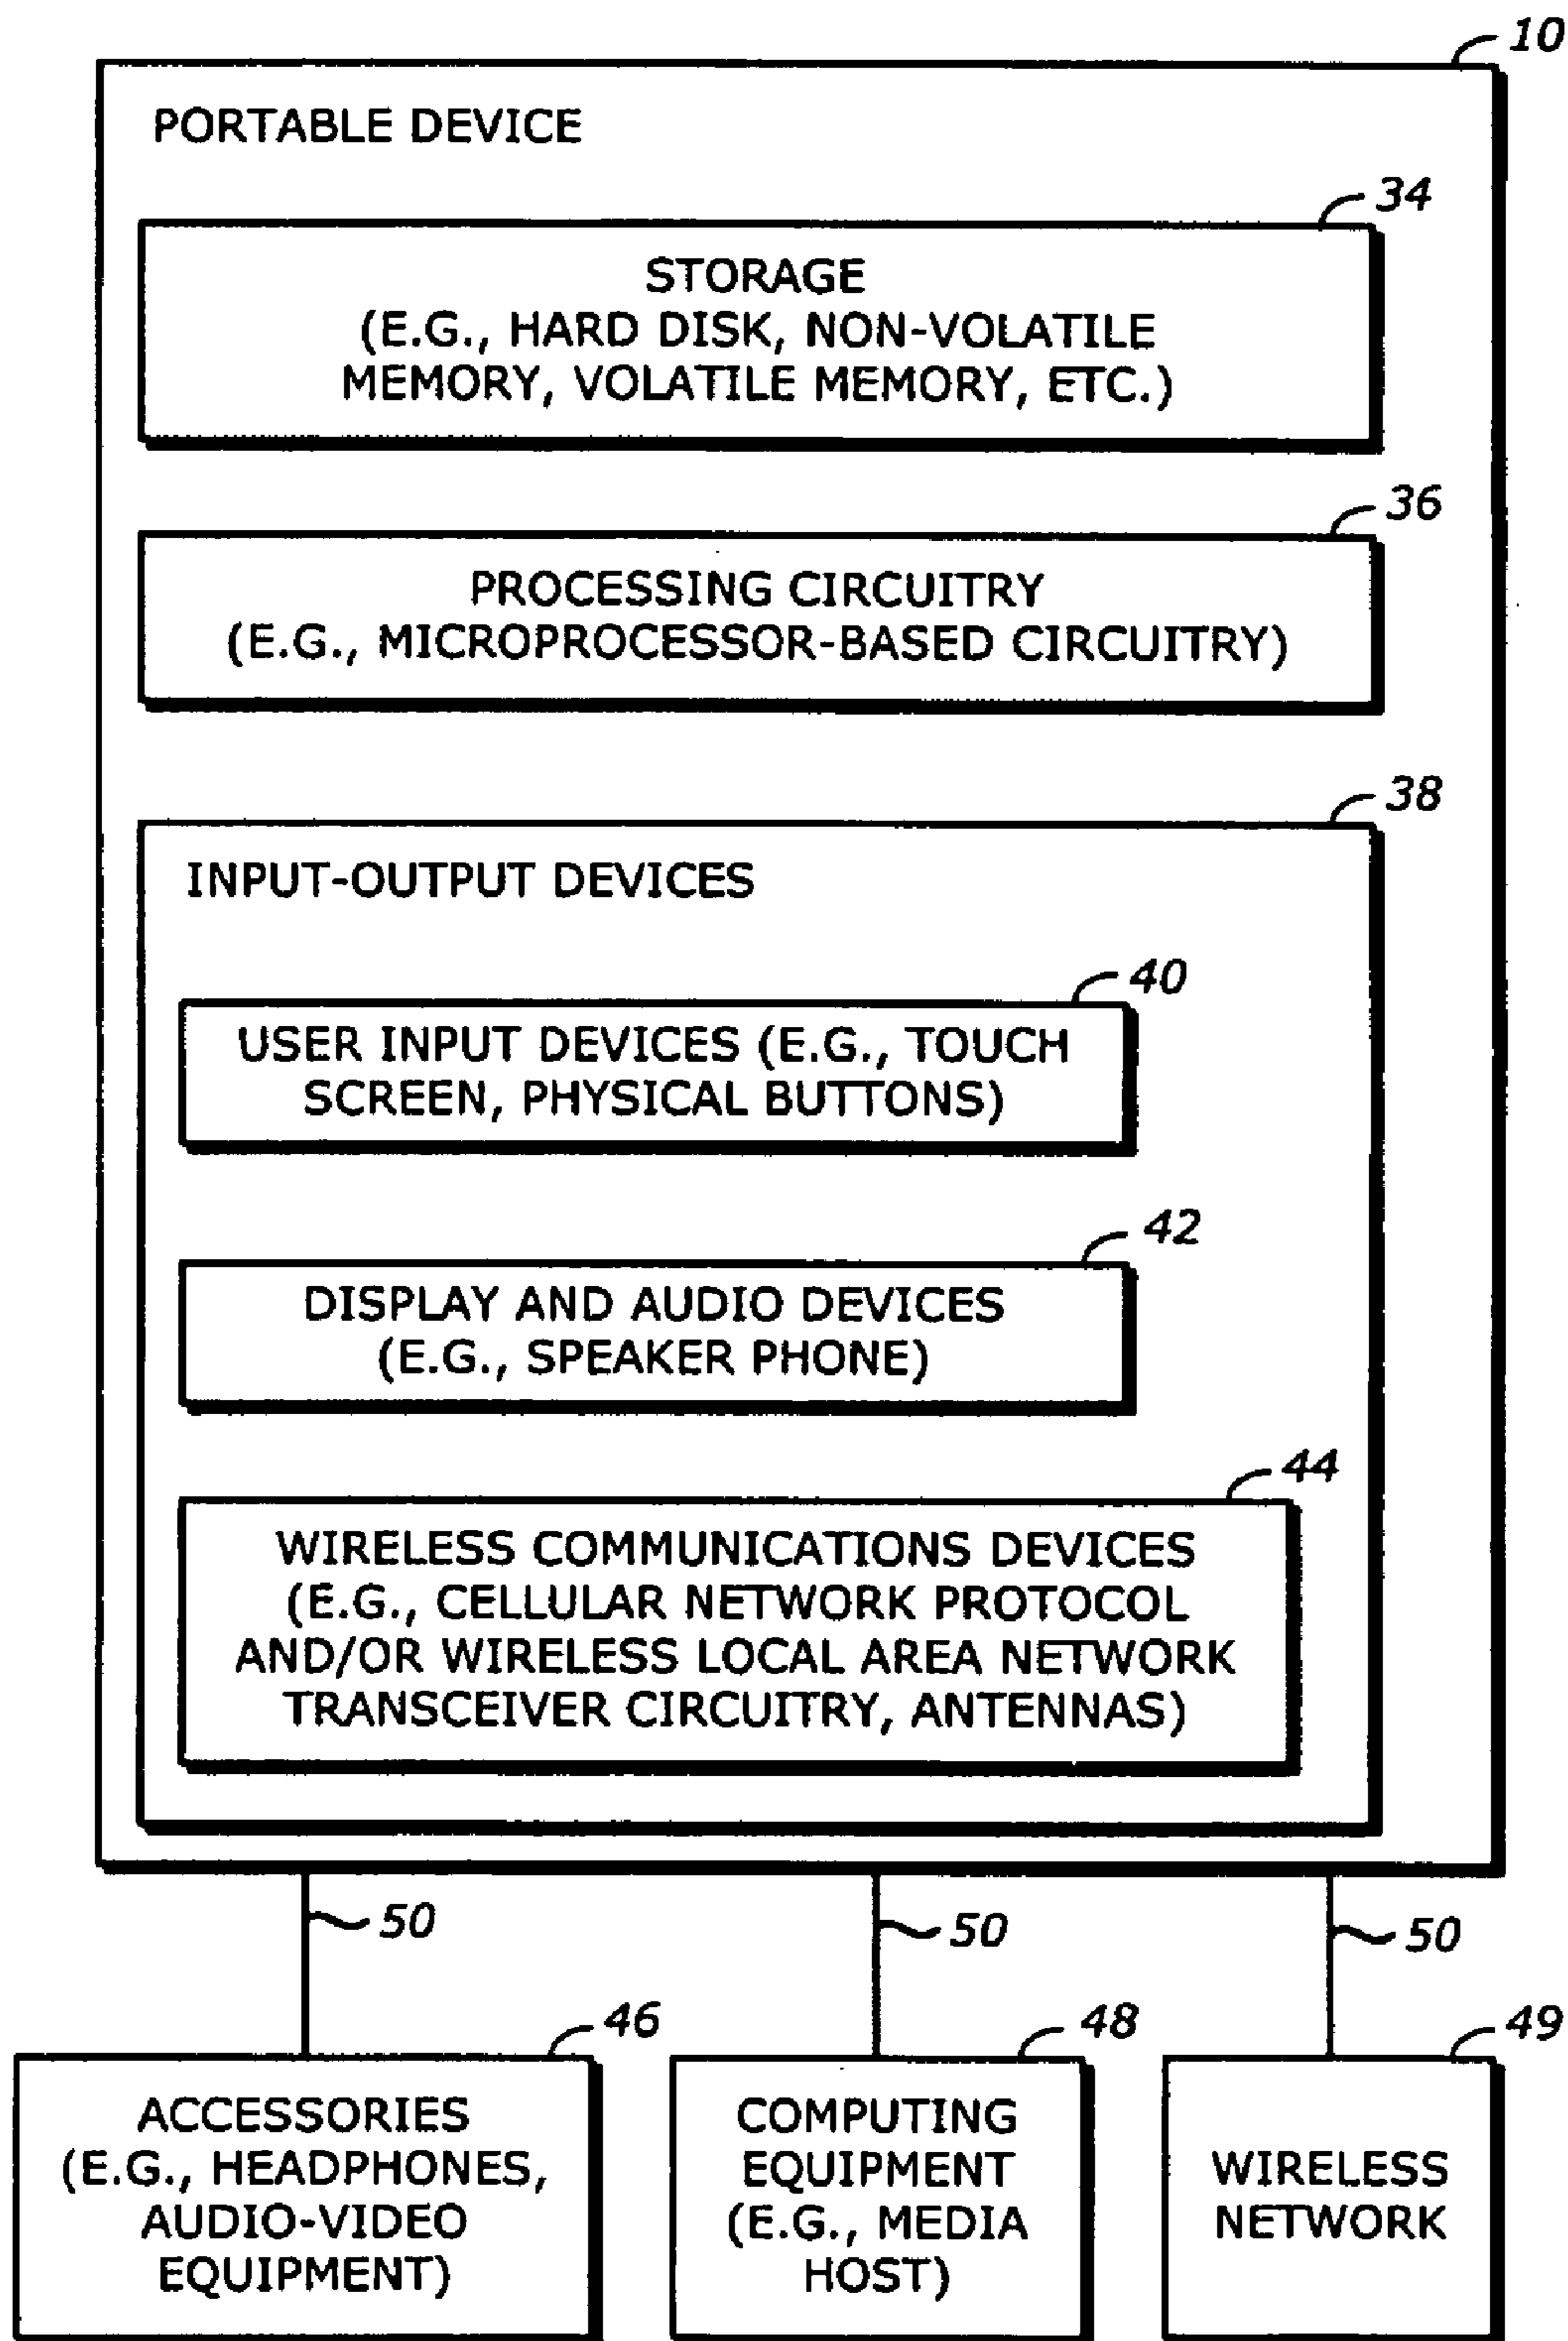 10
PORTABLE DEVICE
34
STORAGE
(E.G., HARD DISK, NON-VOLATILE
MEMORY, VOLATILE MEMORY, ETC.)
36
PROCESSING CIRCUITRY
(E.G., MICROPROCESSOR-BASED CIRCUITRY)
38
INPUT-OUTPUT DEVICES
40
USER INPUT DEVICES (E.G., TOUCH
SCREEN, PHYSICAL BUTTONS)
42
DISPLAY AND AUDIO DEVICES
(E.G., SPEAKER PHONE)
44
WIRELESS COMMUNICATIONS DEVICES
(E.G., CELLULAR NETWORK PROTOCOL
AND/OR WIRELESS LOCAL AREA NETWORK
TRANSCEIVER CIRCUITRY, ANTENNAS)
50
50
50
46
ACCESSORIES
(E.G., HEADPHONES,
AUDIO-VIDEO
EQUIPMENT)
48
COMPUTING
EQUIPMENT
(E.G., MEDIA
HOST)
49
WIRELESS
NETWORK